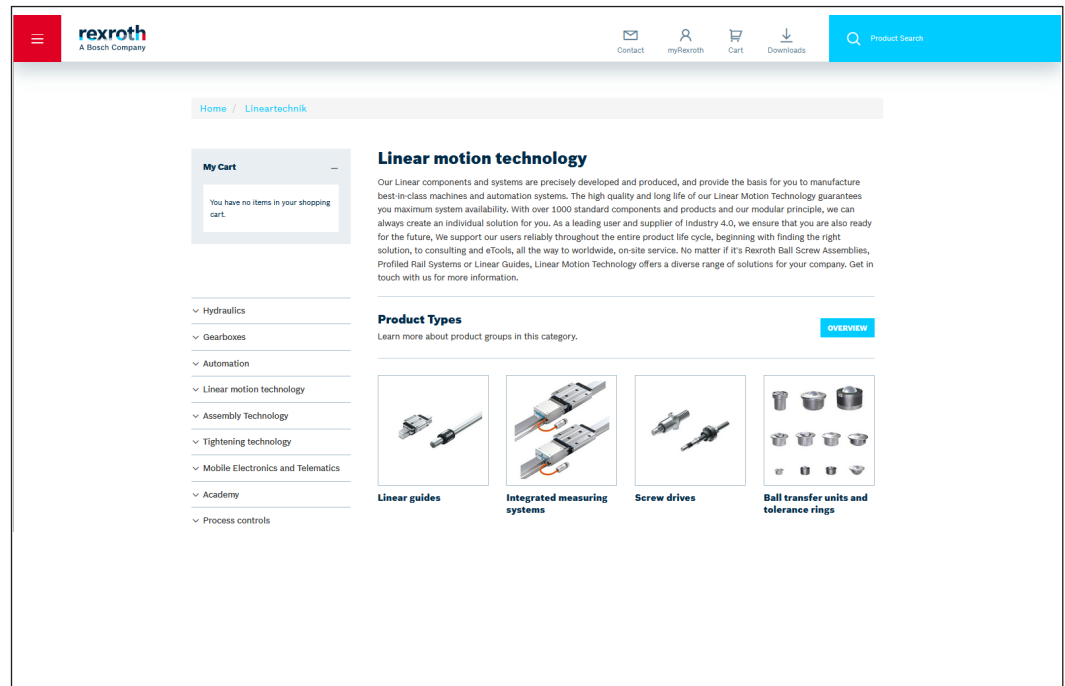 rexroth
A Bosch Company
Contact
myRexroth
Cart
Downloads
Product Search
Home / Lineartechnik
My Cart
You have no items in your shopping
cart.
Hydraulics
Gearboxes
Automation
Linear motion technology
Assembly Technology
Tightening technology
Mobile Electronics and Telematics
Academy
Process controls
Linear motion technology
Our Linear components and systems are precisely developed and produced, and provide the basis for you to manufacture
best-in-class machines and automation systems. The high quality and long life of our Linear Motion Technology guarantees
you maximum system availability. With over 1000 standard components and products and our modular principle, we can
always create an individual solution for you. As a leading user and supplier of Industry 4.0, we ensure that you are also ready
for the future, We support our users reliably throughout the entire product life cycle, beginning with finding the right
solution, to consulting and eTools, all the way to worldwide, on-site service. No matter if it's Rexroth Ball Screw Assemblies,
Profiled Rail Systems or Linear Guides, Linear Motion Technology offers a diverse range of solutions for your company. Get in
touch with us for more information.
Product Types
Learn more about product groups in this category.
OVERVIEW
Linear guides
Integrated measuring
systems
Screw drives
Ball transfer units and
tolerance rings